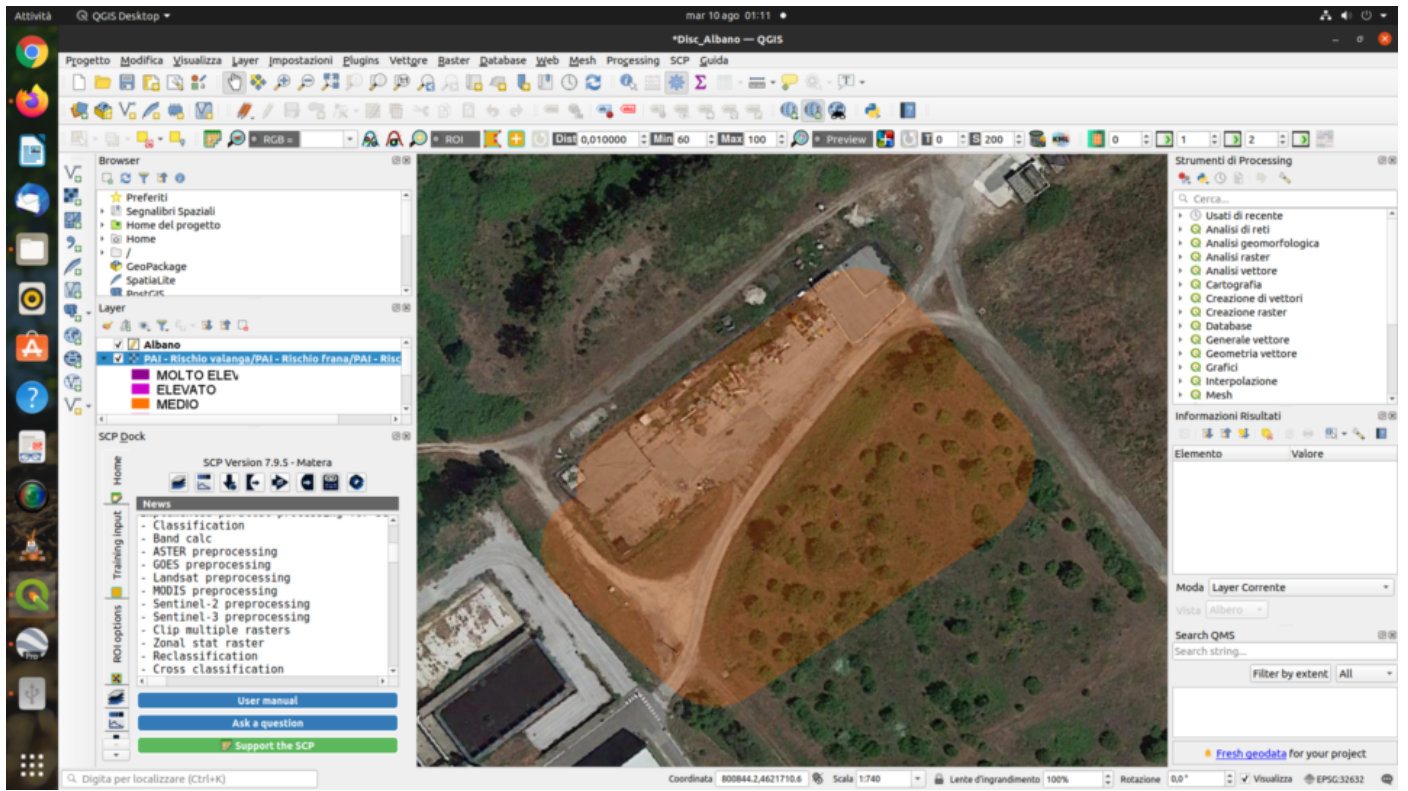 Attività
QGIS Desktop
mar 10 ago 01:11
*Disc_Albano — QGIS
Progetto Modifica Visualizza Layer Impostazioni Plugins Vettore Raster Database Web Mesh Processing SCP Guida
RGB =
ROI
Dist 0,010000
Min 60
Max 100
Preview
T 0
S 200
0
1
2
Browser
Preferiti
Segnalibri Spaziali
Home del progetto
Home
/
GeoPackage
SpatiaLite
PostGIS
Layer
Albano
PAI - Rischio valanga/PAI - Rischio frana/PAI - Risc
MOLTO ELEV
ELEVATO
MEDIO
SCP Dock
Home
Training input
ROI options
SCP Version 7.9.5 - Matera
News
- Classification
- Band calc
- ASTER preprocessing
- GOES preprocessing
- Landsat preprocessing
- MODIS preprocessing
- Sentinel-2 preprocessing
- Sentinel-3 preprocessing
- Clip multiple rasters
- Zonal stat raster
- Reclassification
- Cross classification
User manual
Ask a question
Support the SCP
Strumenti di Processing
Cerca...
Usati di recente
Analisi di reti
Analisi geomorfologica
Analisi raster
Analisi vettore
Cartografia
Creazione di vettori
Creazione raster
Database
Generale vettore
Geometria vettore
Grafici
Interpolazione
Mesh
Informazioni Risultati
Elemento Valore
Moda Layer Corrente
Vista Albero
Search QMS
Search string...
Filter by extent All
Fresh geodata for your project
Digita per localizzare (Ctrl+K)
Coordinata 800844.2,4621710.6 Scala 1:740 Lente d'ingrandimento 100% Rotazione 0,0° Visualizza EPSG:32632